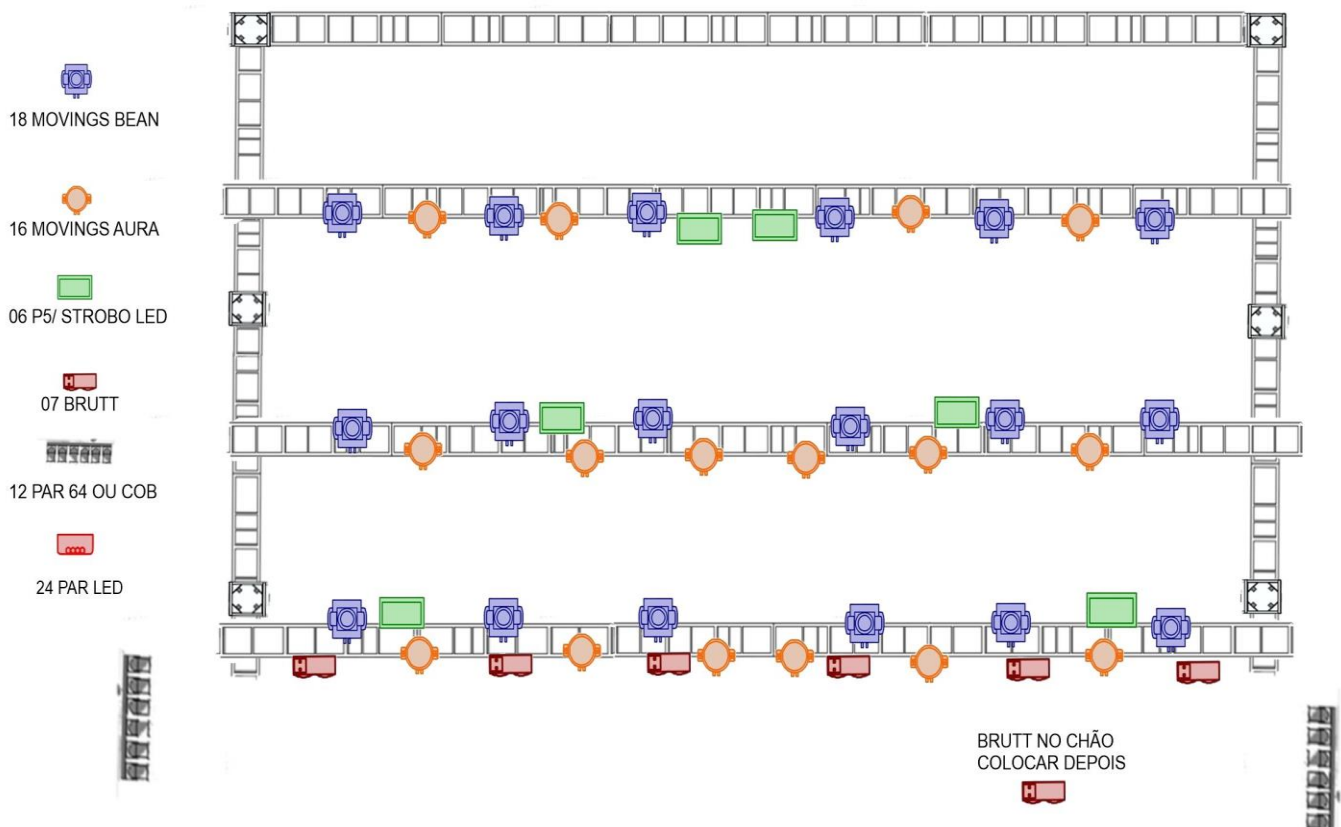 18 MOVINGS BEAN
16 MOVINGS AURA
06 P5/ STROBO LED
07 BRUTT
12 PAR 64 OU COB
24 PAR LED
BRUTT NO CHÃO
COLOCAR DEPOIS
H
H
H
H
H
H
H
H